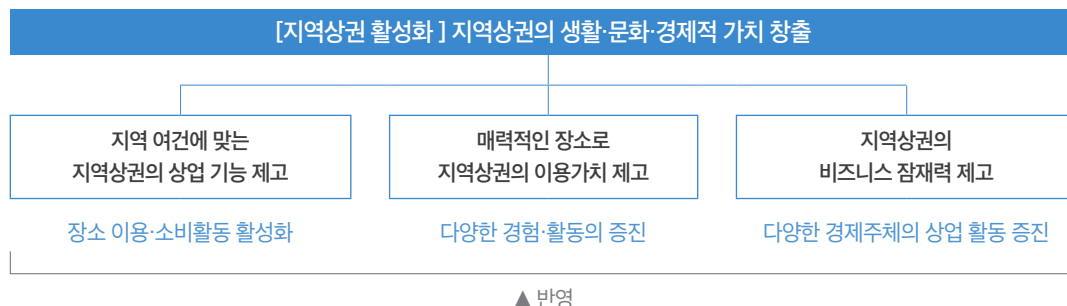 [지역상권 활성화 ] 지역상권의 생활·문화·경제적 가치 창출
지역 여건에 맞는
지역상권의 상업 기능 제고
매력적인 장소로
지역상권의 이용가치 제고
지역상권의
비즈니스 잠재력 제고
장소 이용·소비활동 활성화
다양한 경험·활동의 증진
다양한 경제주체의 상업 활동 증진
▲ 반영